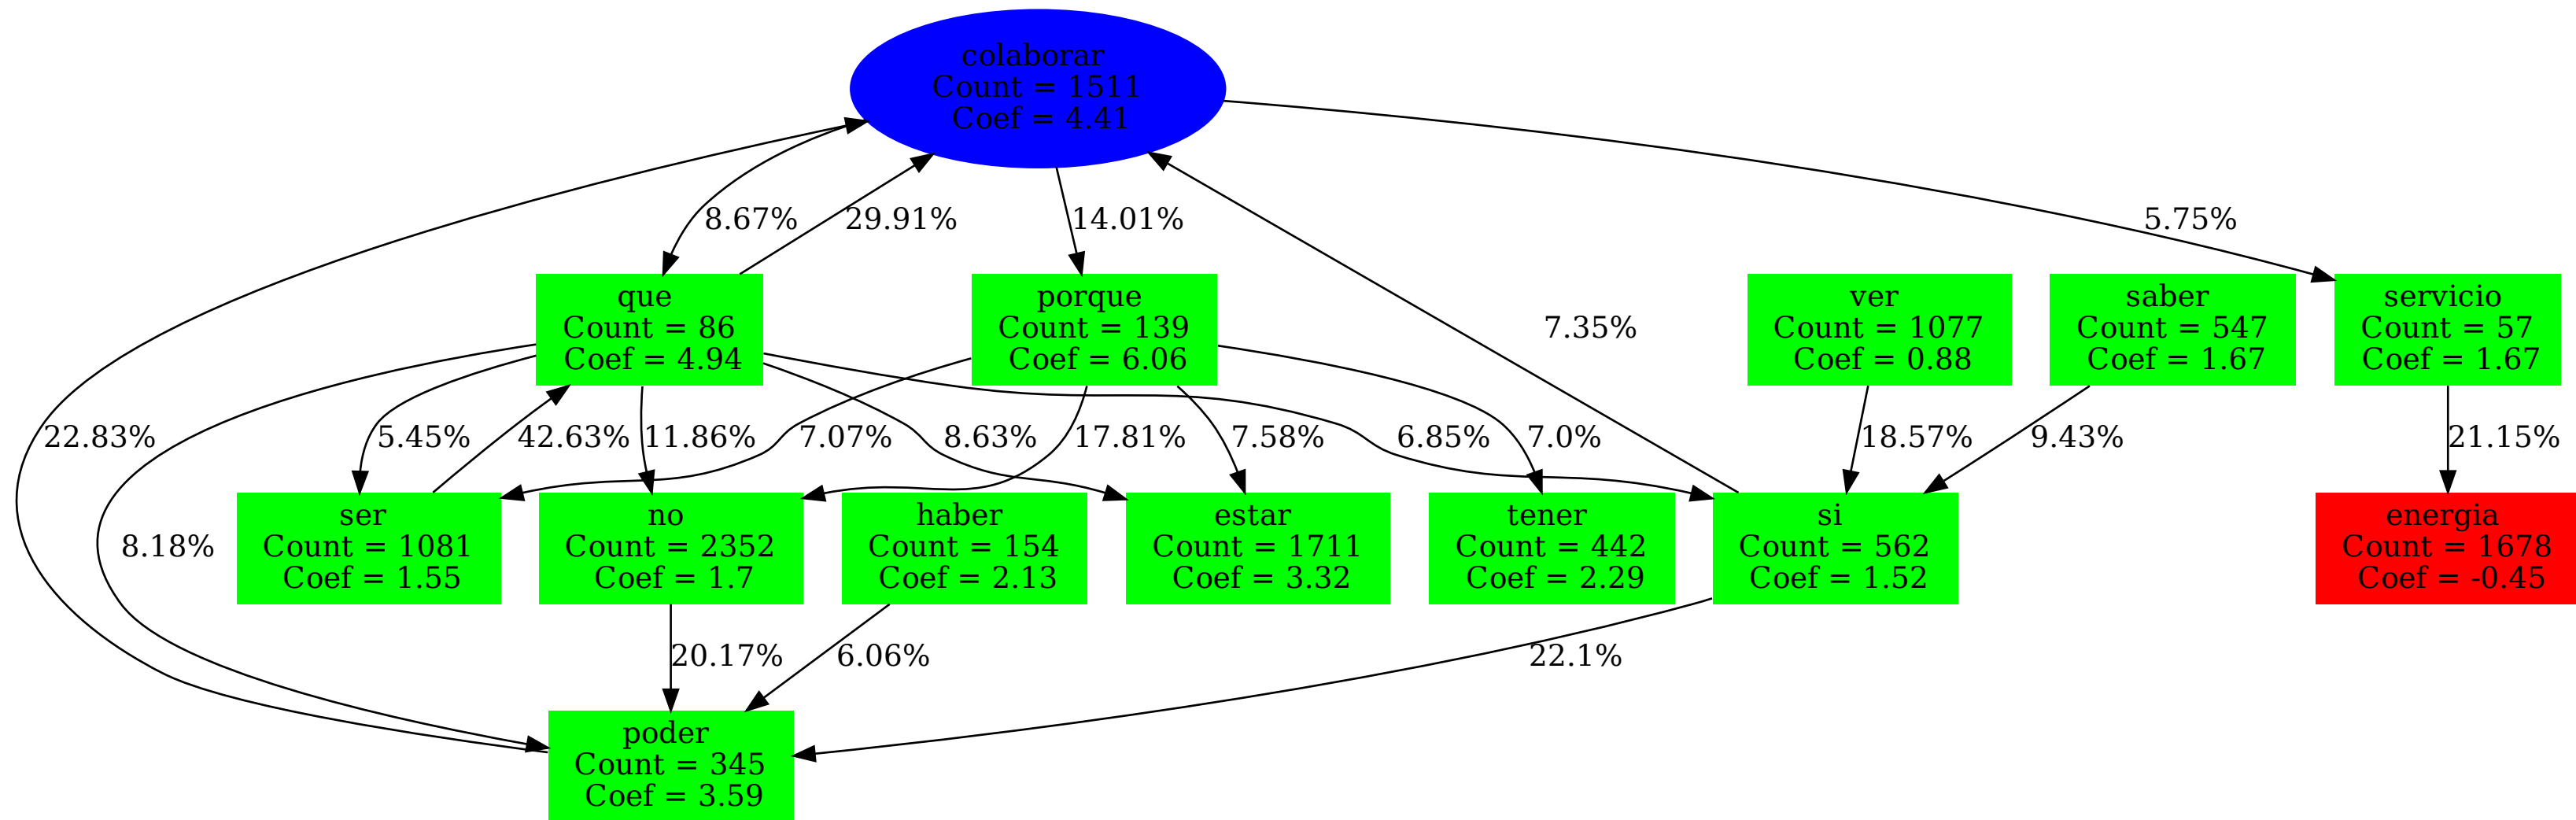 colaborar
Count = 1511
Coef = 4.41
8.67%
29.91%
14.01%
5.75%
que
Count = 86
Coef = 4.94
porque
Count = 139
Coef = 6.06
7.35%
ver
Count = 1077
Coef = 0.88
saber
Count = 547
Coef = 1.67
servicio
Count = 57
Coef = 1.67
22.83%
5.45%
42.63%
11.86%
7.07%
8.63%
17.81%
7.58%
6.85%
7.0%
18.57%
9.43%
21.15%
8.18%
ser
Count = 1081
Coef = 1.55
no
Count = 2352
Coef = 1.7
haber
Count = 154
Coef = 2.13
estar
Count = 1711
Coef = 3.32
tener
Count = 442
Coef = 2.29
si
Count = 562
Coef = 1.52
energia
Count = 1678
Coef = -0.45
20.17%
6.06%
22.1%
poder
Count = 345
Coef = 3.59